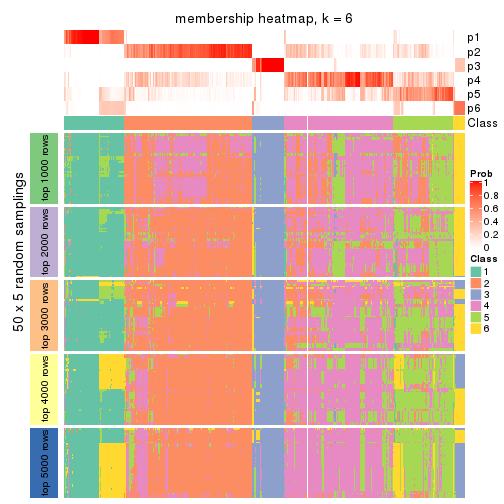 membership heatmap, k = 6
p1
p2
p3
p4
p5
p6
Class
50 x 5 random samplings
top 1000 rows
top 2000 rows
top 3000 rows
top 4000 rows
top 5000 rows
Prob
1
0.8
0.6
0.4
0.2
0
Class
1
2
3
4
5
6